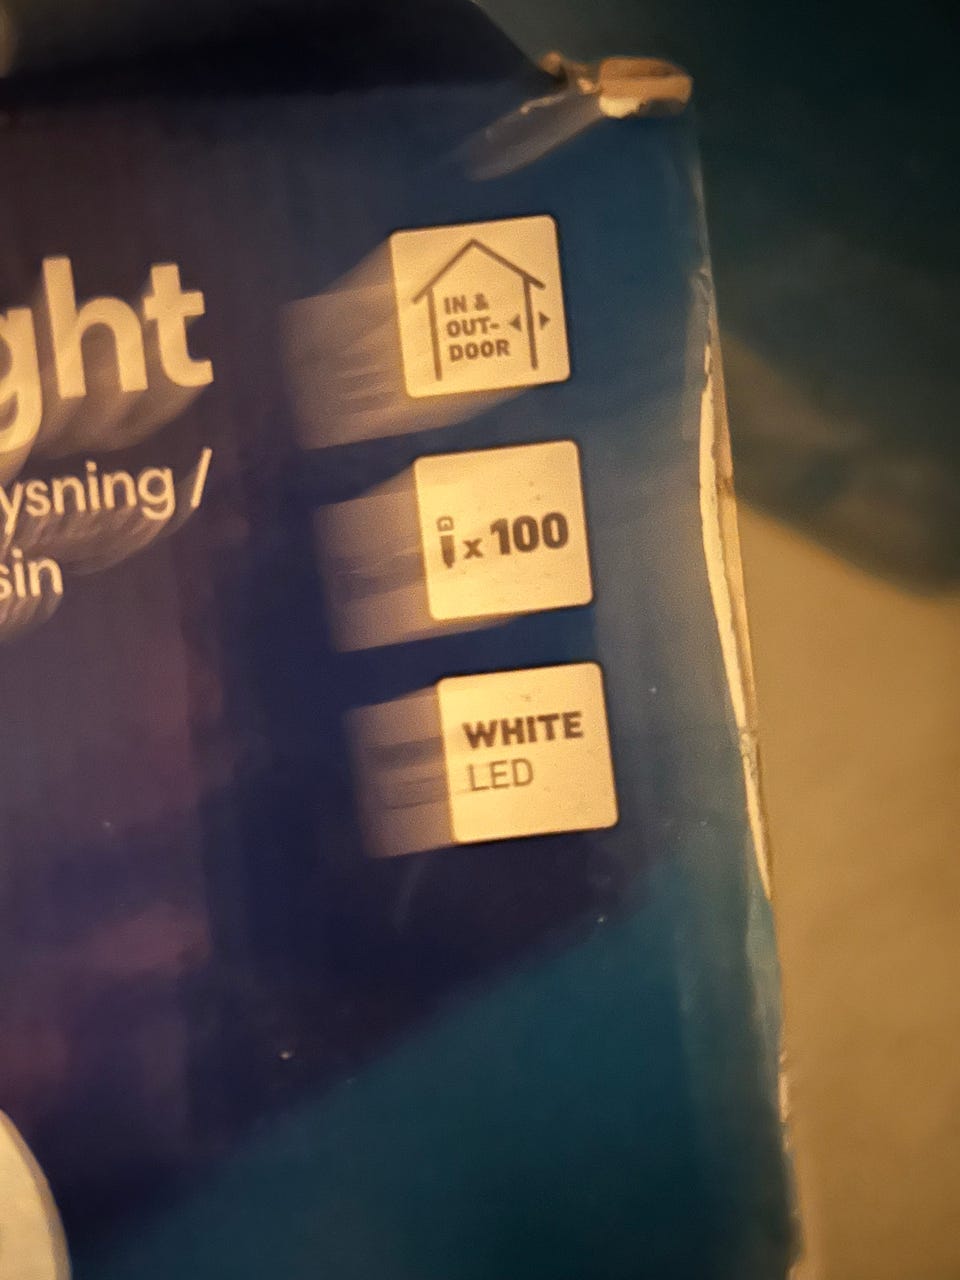 ght
ysning /
sin
IN &
OUT-
DOOR
x 100
WHITE
LED